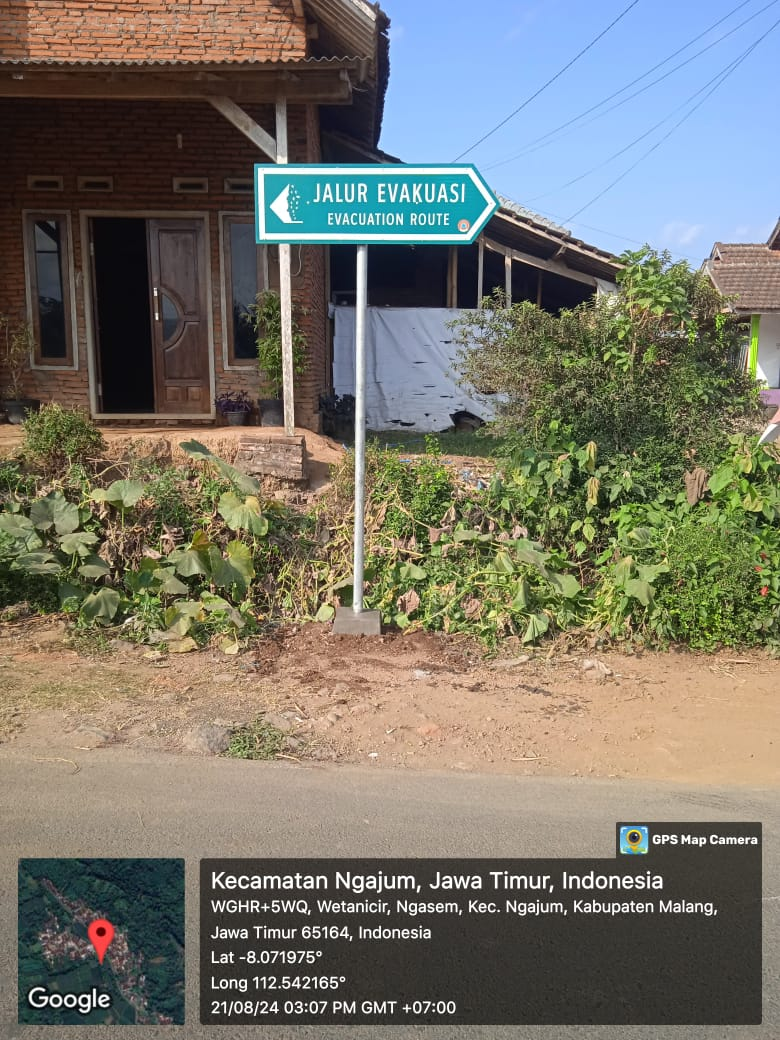 JALUR EVAKUASI
EVACUATION ROUTE
GPS Map Camera
Kecamatan Ngajum, Jawa Timur, Indonesia
WGHR+5WQ, Wetanicir, Ngasem, Kec. Ngajum, Kabupaten Malang,
Jawa Timur 65164, Indonesia
Lat -8.071975°
Long 112.542165°
21/08/24 03:07 PM GMT +07:00
Google